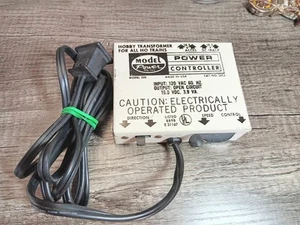 HOBBY TRANSFORMER
FOR ALL HO TRAINS
Model
Power
POWER
CONTROLLER
MADE IN USA
INPUT: 120 VAC 60 HZ
OUTPUT: OPEN CIRCUIT
CAUTION: ELECTRICALLY
OPERATED PRODUCT
DIRECTION
LISTED
SPEED CONTROL